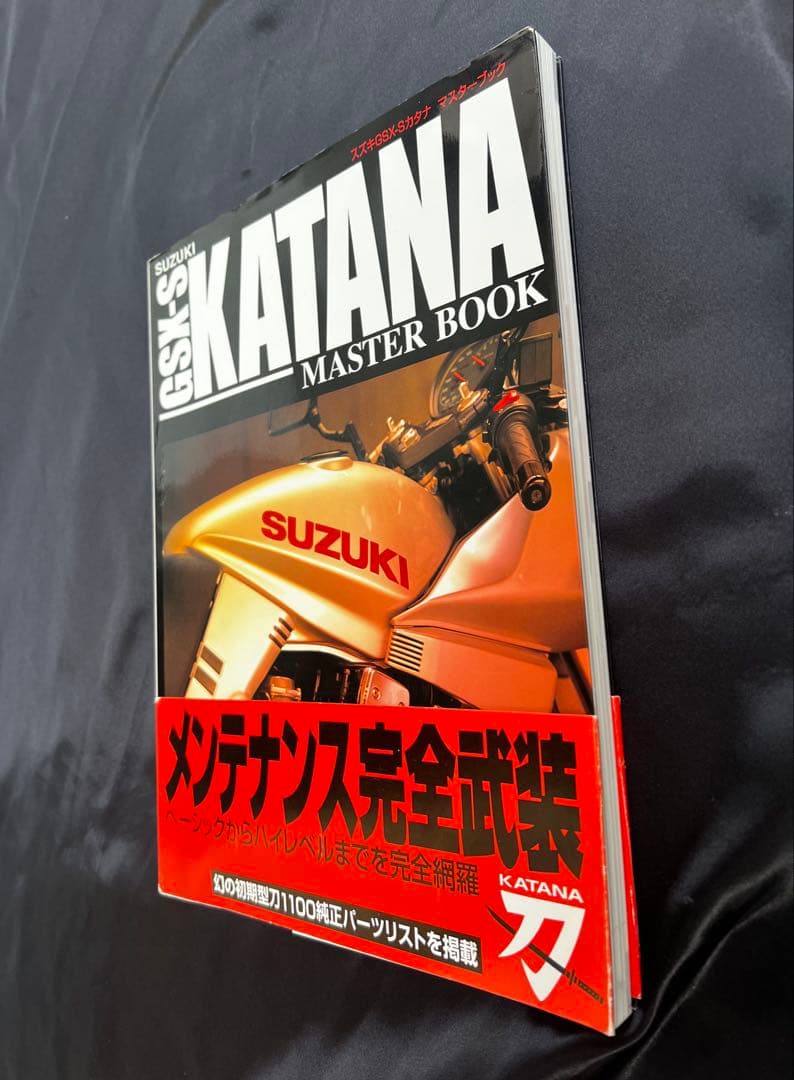 スズキGSX-Sカタナ マスターブック
SUZUKI
GSX-S
KATANA
MASTER BOOK
SUZUKI
メンテナンス完全武装
ベーシックからハイレベルまでを完全網羅
幻の初期型刀1100純正パーツリストを掲載
KATANA
刀